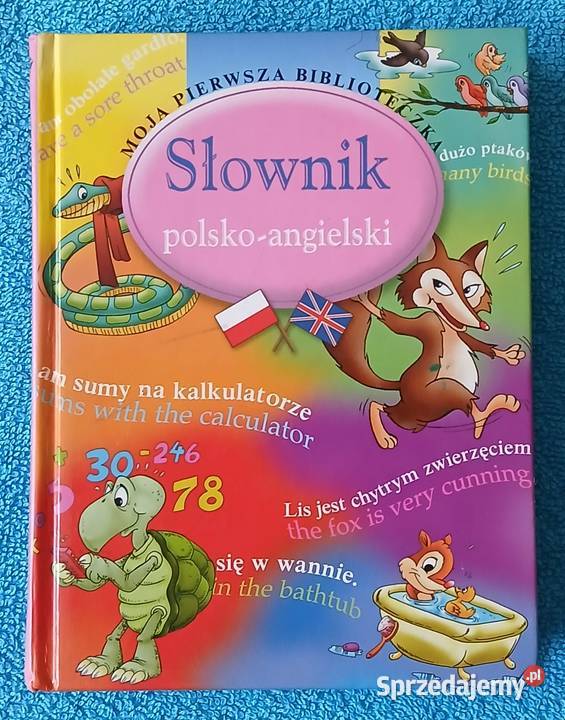 MOJA PIERWSZA BIBLIOTECZKA
Słownik
polsko-angielski
am obolałe gardło.
ave a sore throat
dużo ptaków
many birds
am sumy na kalkulatorze
sums with the calculator
30 - 246
78
Lis jest chytrym zwierzęciem
the fox is very cunning
się w wannie.
in the bathtub
Sprzedajemy.pl